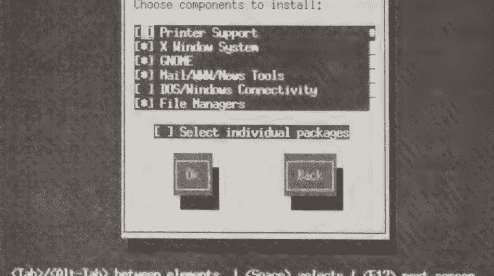 Choose components to install:
[ ] Printer Support
[*] X Window System
[*] GNOME
[*] Mail/WWW/News Tools
[ ] DOS/Windows Connectivity
[*] File Managers
[ ] Select individual packages
Ok
Back
<Tab>/<Alt-Tab> between elements | <Space> selects | <F12> next screen